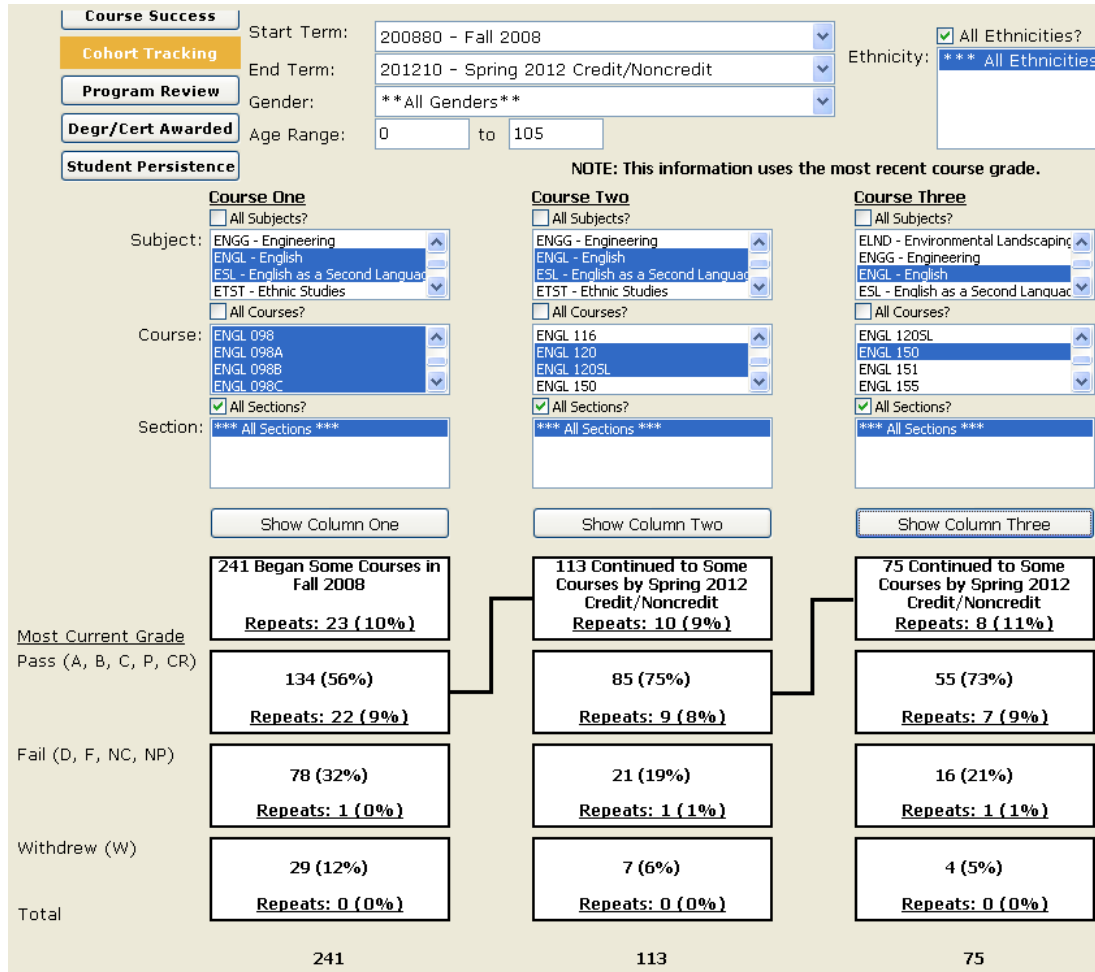 Course Success
Cohort Tracking
Program Review
Degr/Cert Awarded
Student Persistence
Start Term: 200880 - Fall 2008
End Term: 201210 - Spring 2012 Credit/Noncredit
Gender: **All Genders**
Age Range: 0 to 105
All Ethnicities?
Ethnicity: *** All Ethnicities
NOTE: This information uses the most recent course grade.
Course One Course Two Course Three
All Subjects? All Subjects? All Subjects?
Subject:
ENGG - Engineering
ENGL - English
ESL - English as a Second Languag
ETST - Ethnic Studies
ENGG - Engineering
ENGL - English
ESL - English as a Second Languag
ETST - Ethnic Studies
ELND - Environmental Landscaping
ENGG - Engineering
ENGL - English
ESL - English as a Second Languag
All Courses? All Courses? All Courses?
Course:
ENGL 098
ENGL 098A
ENGL 098B
ENGL 098C
ENGL 116
ENGL 120
ENGL 120SL
ENGL 150
ENGL 120SL
ENGL 150
ENGL 151
ENGL 155
All Sections? All Sections? All Sections?
Section: *** All Sections *** *** All Sections *** *** All Sections ***
Show Column One Show Column Two Show Column Three
241 Began Some Courses in
Fall 2008
Repeats: 23 (10%)
113 Continued to Some
Courses by Spring 2012
Credit/Noncredit
Repeats: 10 (9%)
75 Continued to Some
Courses by Spring 2012
Credit/Noncredit
Repeats: 8 (11%)
Most Current Grade
Pass (A, B, C, P, CR)
134 (56%) 85 (75%) 55 (73%)
Repeats: 22 (9%) Repeats: 9 (8%) Repeats: 7 (9%)
Fail (D, F, NC, NP)
78 (32%) 21 (19%) 16 (21%)
Repeats: 1 (0%) Repeats: 1 (1%) Repeats: 1 (1%)
Withdrew (W)
29 (12%) 7 (6%) 4 (5%)
Repeats: 0 (0%) Repeats: 0 (0%) Repeats: 0 (0%)
Total
241 113 75